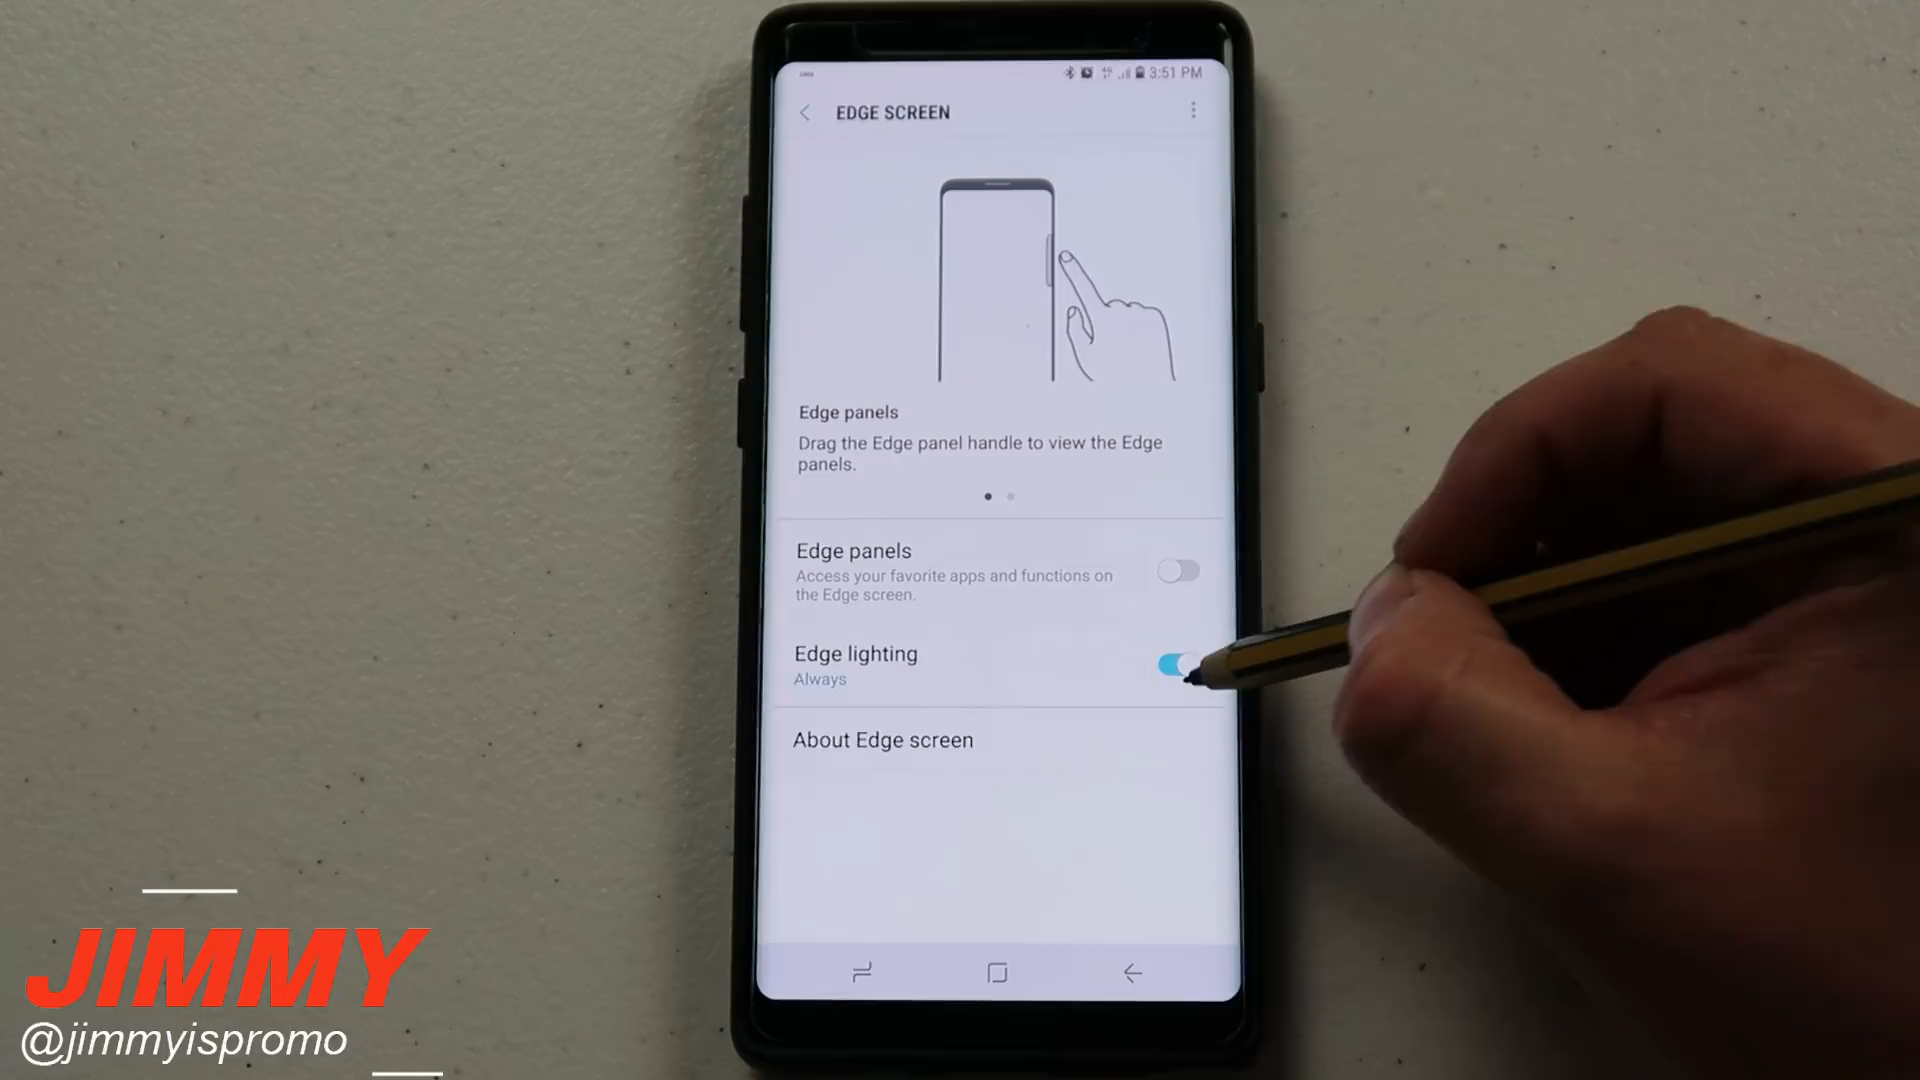 3:51 PM
EDGE SCREEN
Edge panels
Drag the Edge panel handle to view the Edge
panels.
Edge panels
Access your favorite apps and functions on
the Edge screen.
Edge lighting
Always
About Edge screen
JIMMY
@jimmyispromo